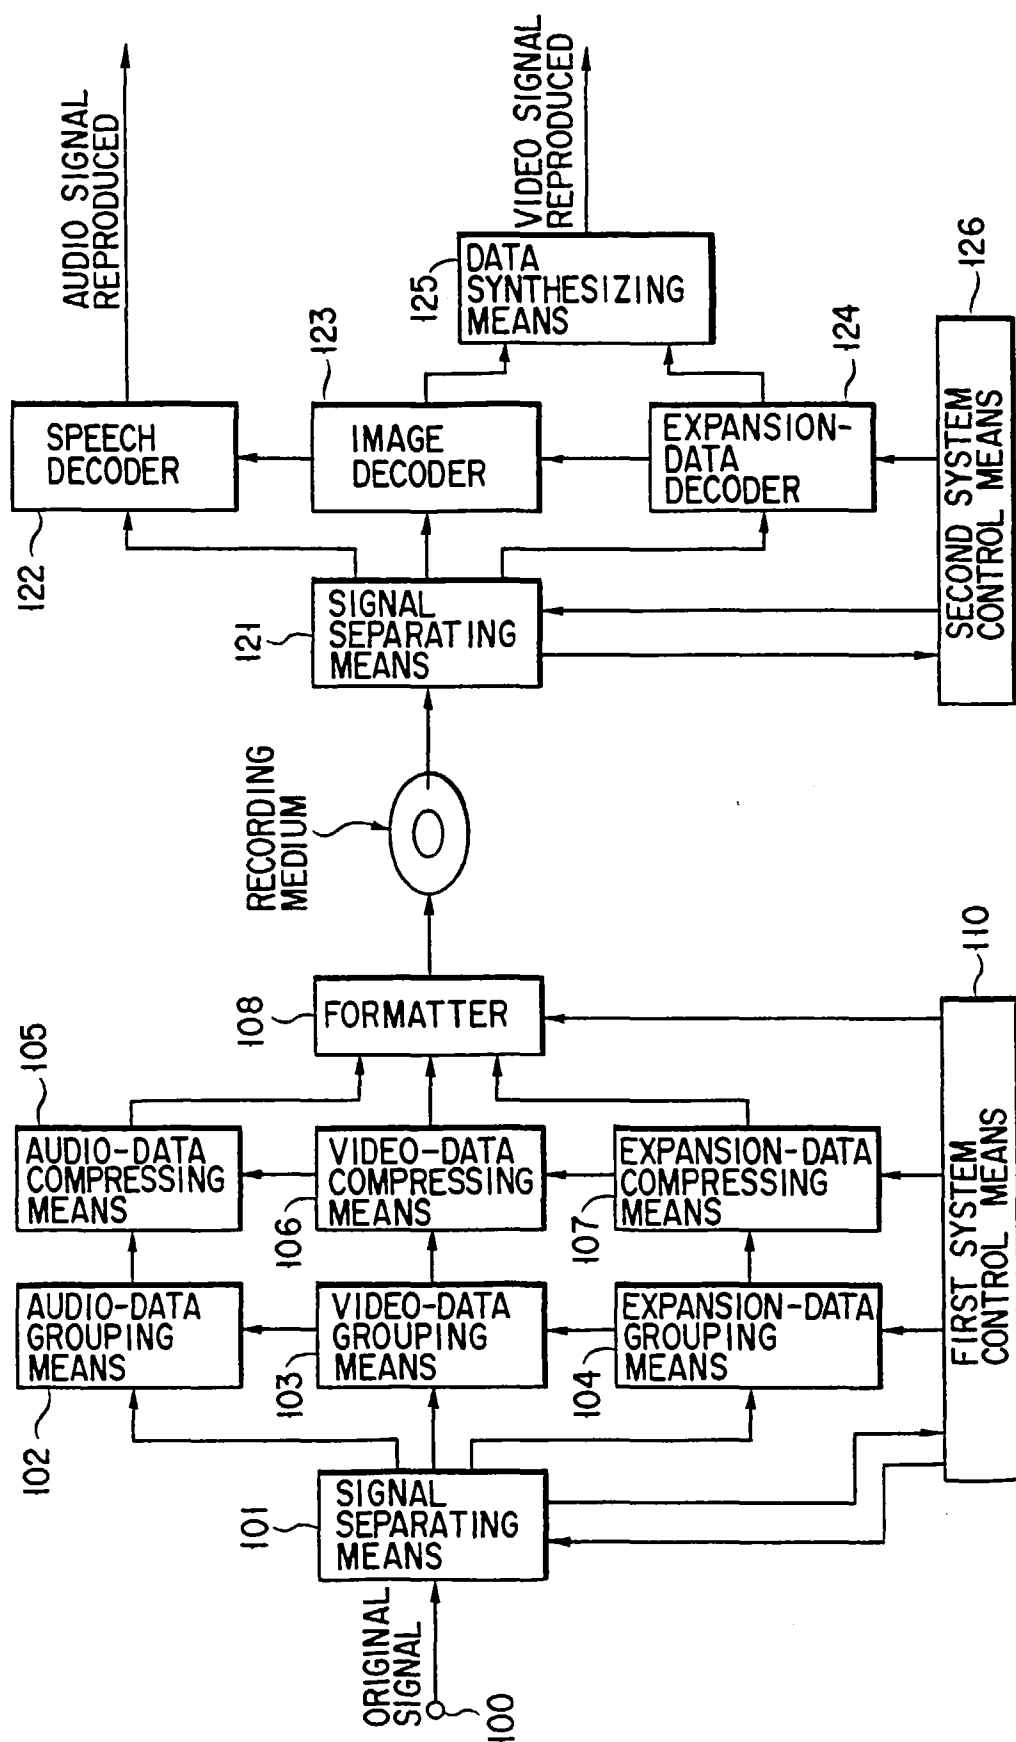 ORIGINAL
SIGNAL
100
101
SIGNAL
SEPARATING
MEANS
102
AUDIO-DATA
GROUPING
MEANS
103
VIDEO-DATA
GROUPING
MEANS
104
EXPANSION-DATA
GROUPING
MEANS
105
AUDIO-DATA
COMPRESSING
MEANS
106
VIDEO-DATA
COMPRESSING
MEANS
107
EXPANSION-DATA
COMPRESSING
MEANS
108
FORMATTER
FIRST SYSTEM
CONTROL MEANS
110
RECORDING
MEDIUM
121
SIGNAL
SEPARATING
MEANS
122
SPEECH
DECODER
123
IMAGE
DECODER
124
EXPANSION-
DATA
DECODER
125
DATA
SYNTHESIZING
MEANS
SECOND SYSTEM
CONTROL MEANS
126
AUDIO SIGNAL
REPRODUCED
VIDEO SIGNAL
REPRODUCED